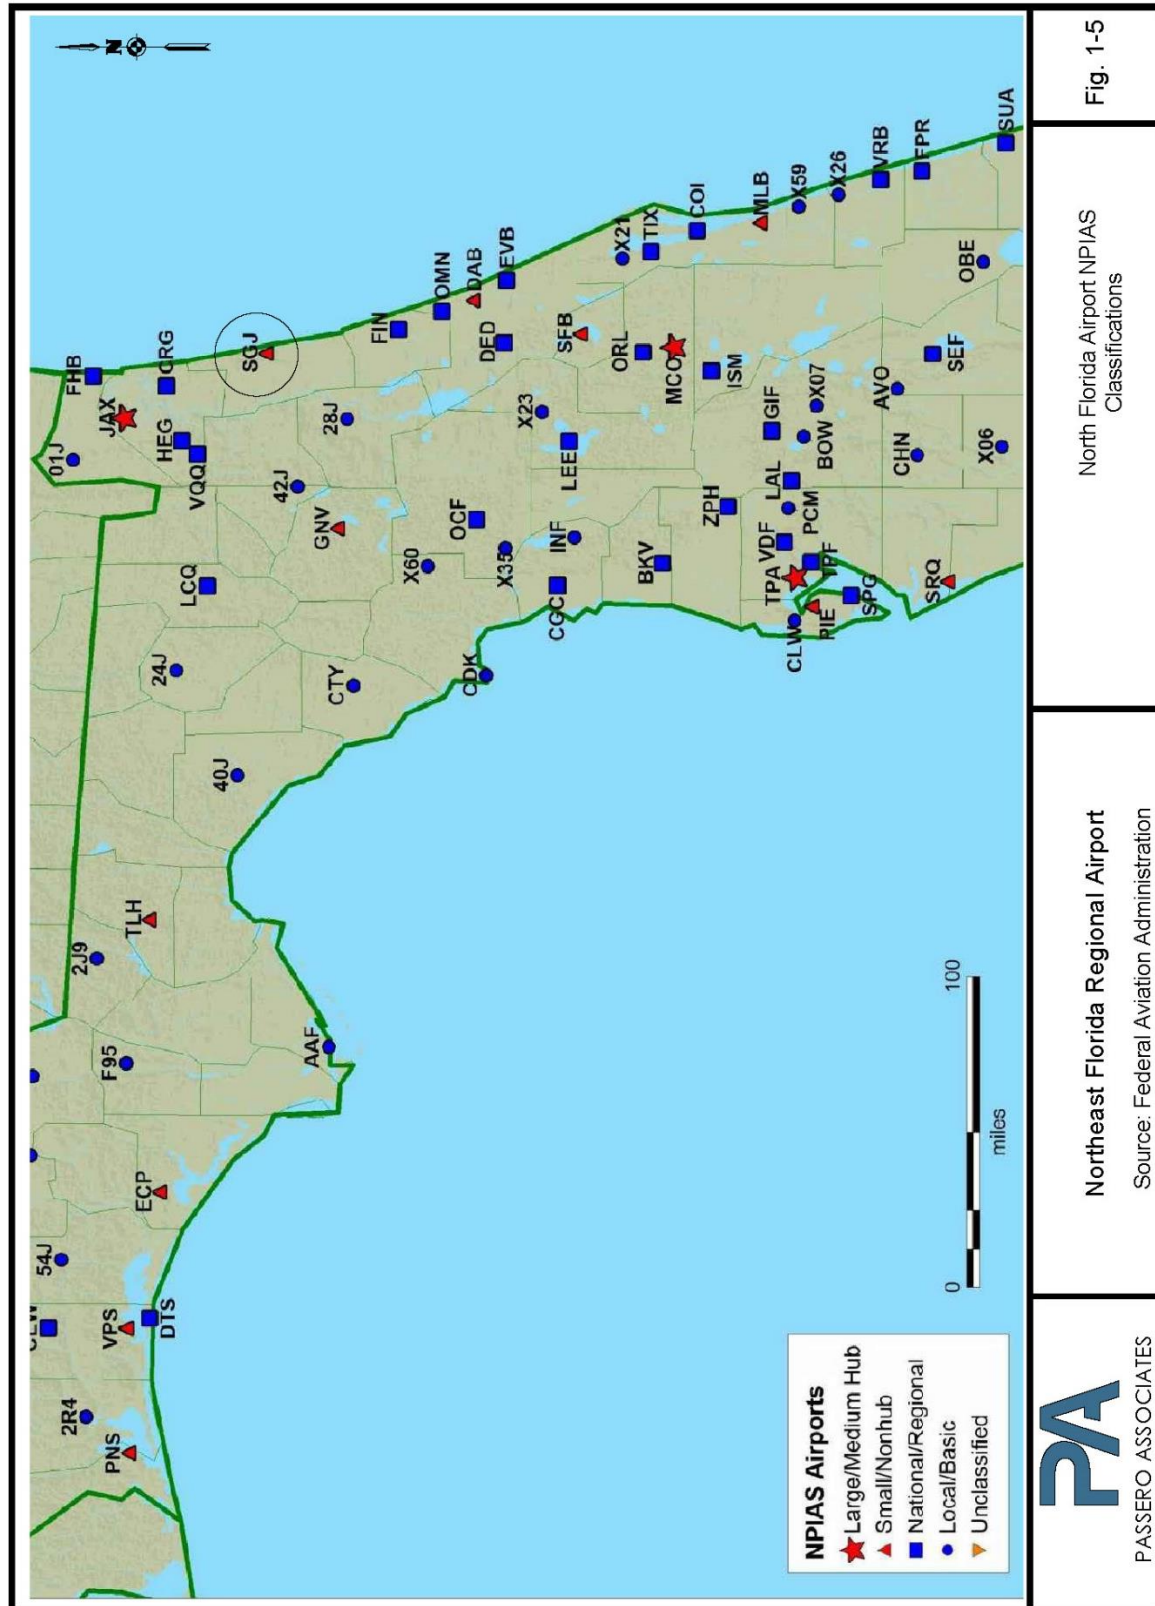 N
01J
FHB
JAX
CRG
HEG
VQQ
SGJ
LCQ
24J
42J
GNV
28J
40J
CTY
X60
FIN
OMN
DAB
OCF
DED
EVB
X35
X23
CDK
CGC
INF
LEE
SFB
X21
ORL
TIX
BKV
MCO
COI
ZPH
ISM
MLB
TPA
VDF
LAL
GIF
X59
CLW
PIE
TPF
PCM
BOW
X07
X26
SPG
VRB
AVO
FPR
CHN
SRQ
SEF
OBE
X06
SUA
54J
2J9
F95
2R4
PNS
VPS
DTS
ECP
TLH
AAF
0
100
miles
NPIAS Airports
Large/Medium Hub
Small/Nonhub
National/Regional
Local/Basic
Unclassified
PA
PASSERO ASSOCIATES
Northeast Florida Regional Airport
Source: Federal Aviation Administration
North Florida Airport NPIAS
Classifications
Fig. 1-5